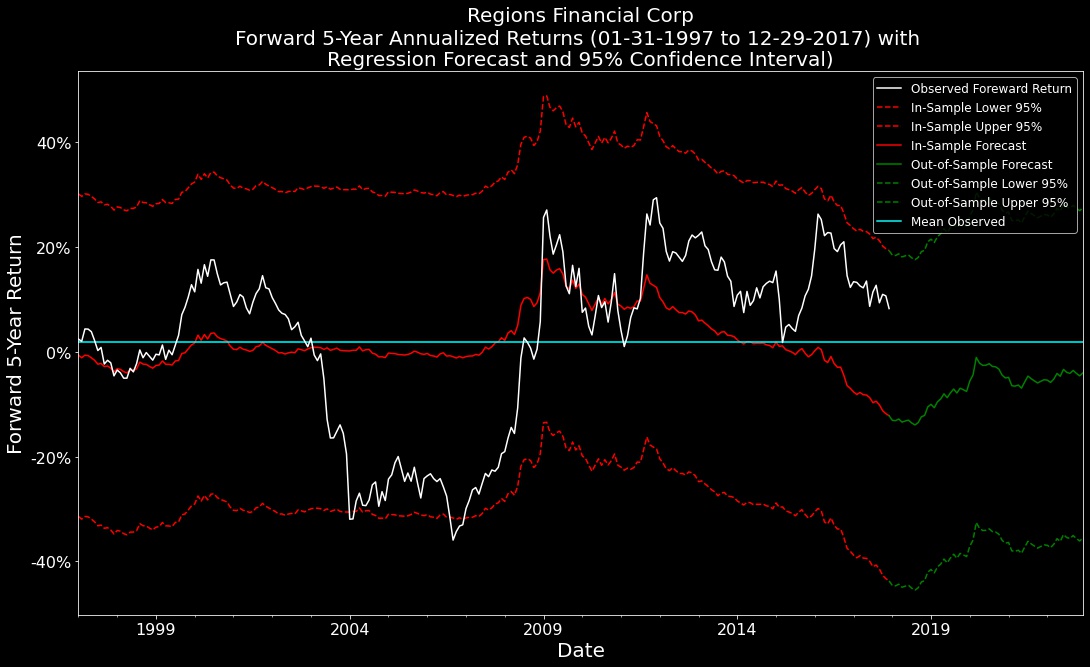 Regions Financial Corp
Forward 5-Year Annualized Returns (01-31-1997 to 12-29-2017) with
Regression Forecast and 95% Confidence Interval)
Observed Foreward Return
In-Sample Lower 95%
In-Sample Upper 95%
In-Sample Forecast
Out-of-Sample Forecast
Out-of-Sample Lower 95%
Out-of-Sample Upper 95%
Mean Observed
Forward 5-Year Return
40%
20%
0%
-20%
-40%
1999
2004
2009
2014
2019
Date